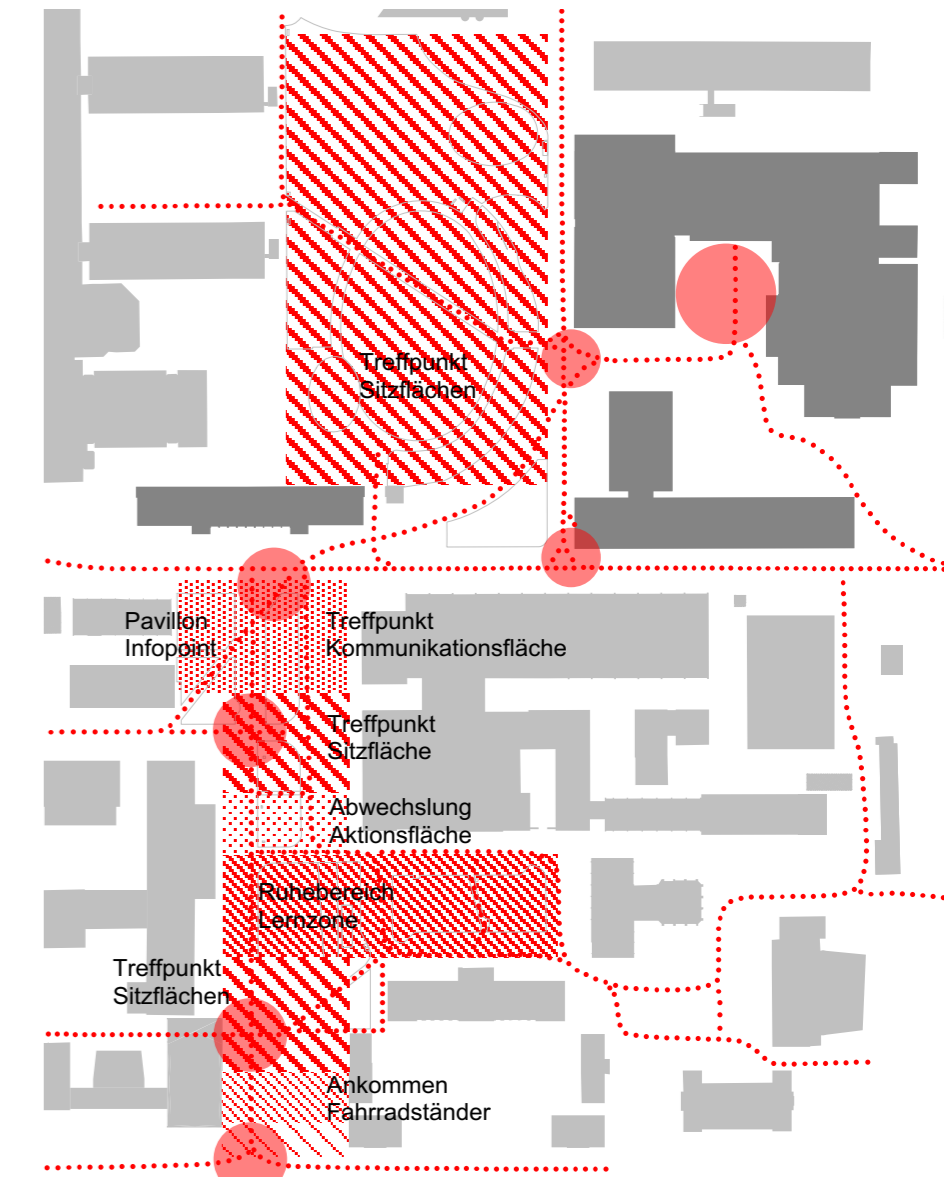 Treffpunkt
Sitzflächen
Pavillon
Infopoint
Treffpunkt
Kommunikationsfläche
Treffpunkt
Sitzfläche
Abwechslung
Aktionsfläche
Ruhebereich
Lernzone
Treffpunkt
Sitzflächen
Ankommen
Fahrradständer